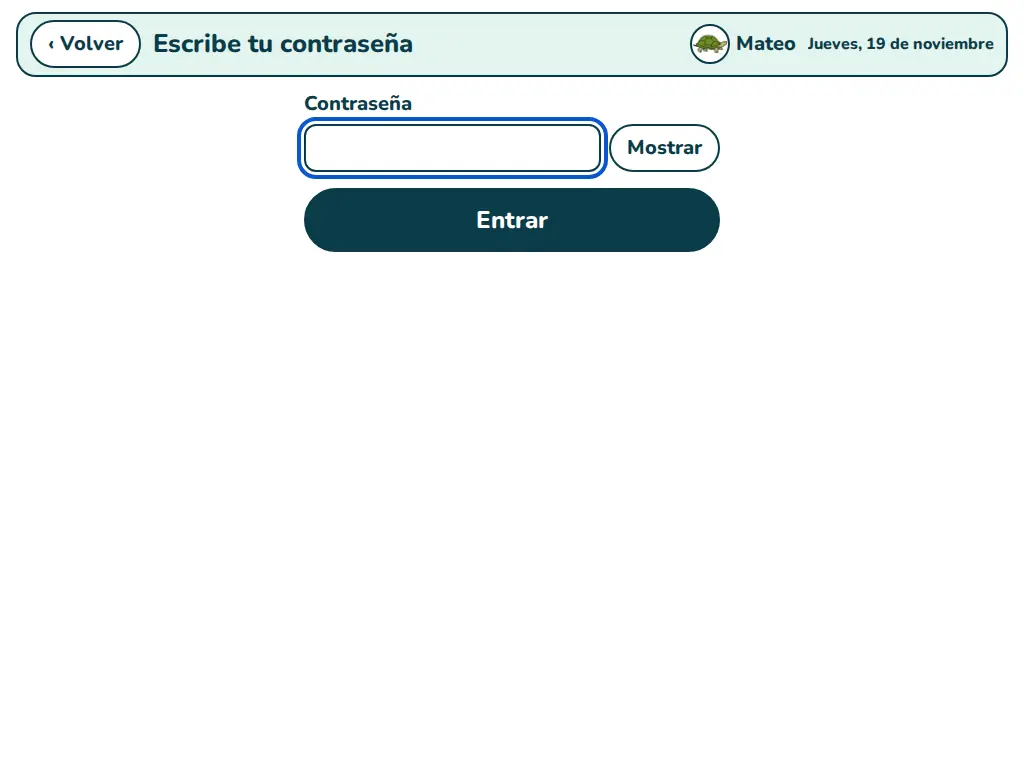 ‹ Volver
Escribe tu contraseña
Mateo
Jueves, 19 de noviembre
Contraseña
Mostrar
Entrar